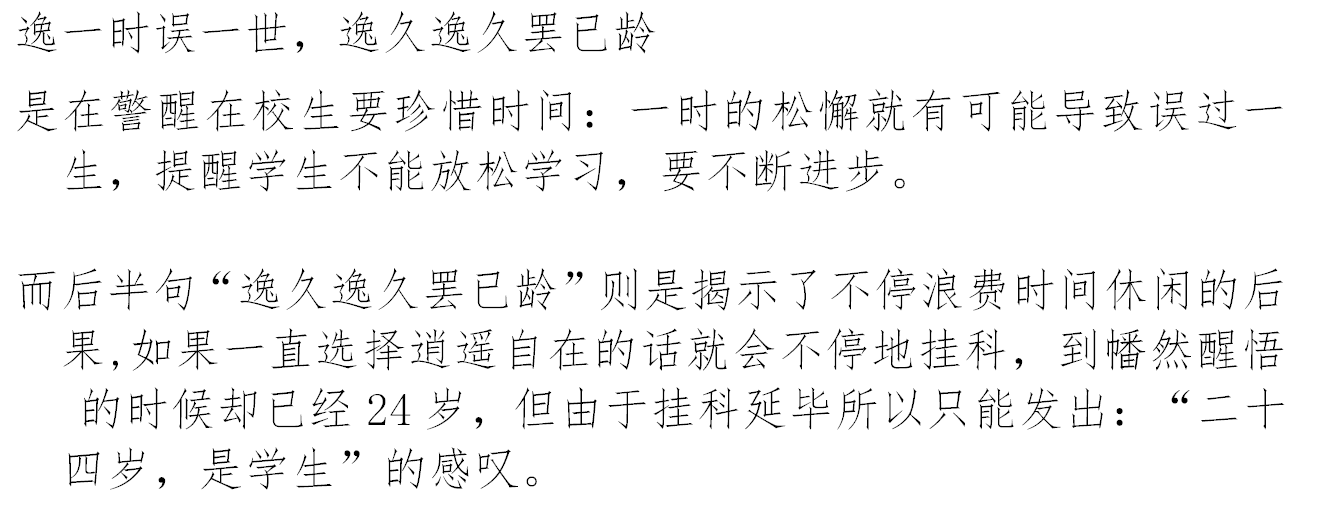 逸一时误一世，逸久逸久罢已龄
是在警醒在校生要珍惜时间：一时的松懈就有可能导致误过一
生，提醒学生不能放松学习，要不断进步。
而后半句“逸久逸久罢已龄”则是揭示了不停浪费时间休闲的后
果,如果一直选择逍遥自在的话就会不停地挂科，到幡然醒悟
的时候却已经24岁，但由于挂科延毕所以只能发出：“二十
四岁，是学生”的感叹。